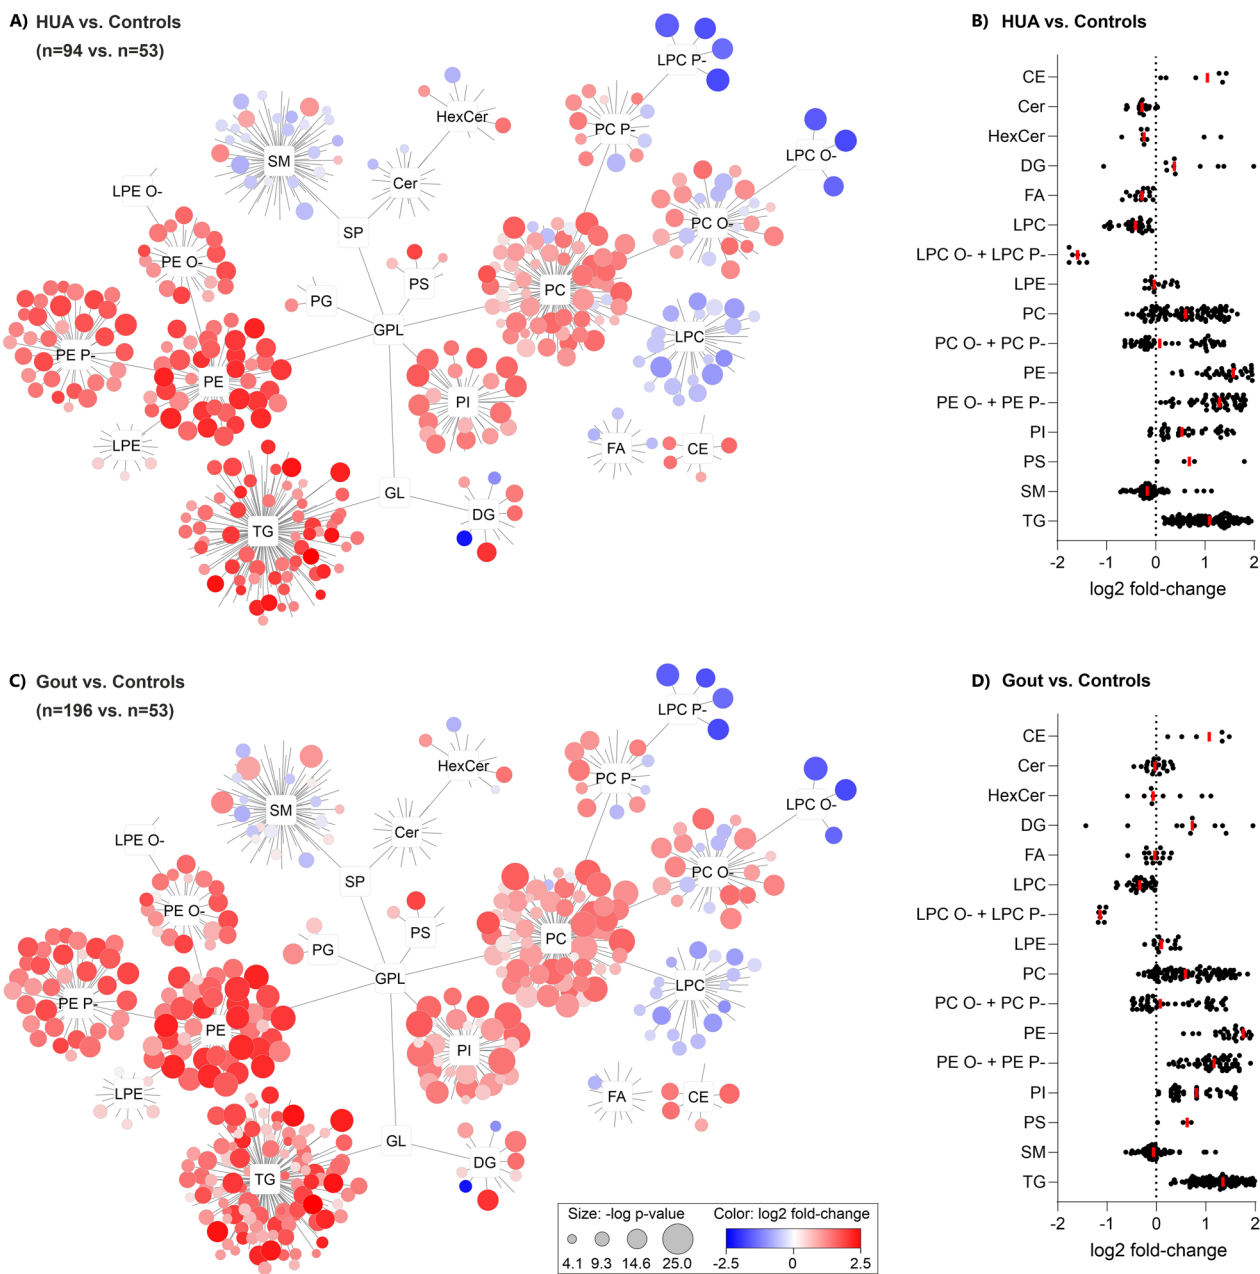 A) HUA vs. Controls
(n=94 vs. n=53)
LPC P-
HexCer
PC P-
SM
LPC O-
Cer
LPE O-
PC O-
SP
PE O-
PS
PC
PG
GPL
LPC
PE P-
PE
PI
LPE
FA
CE
GL
DG
TG
B) HUA vs. Controls
CE
Cer
HexCer
DG
FA
LPC
LPC O- + LPC P-
LPE
PC
PC O- + PC P-
PE
PE O- + PE P-
PI
PS
SM
TG
-2 -1 0 1 2
log2 fold-change
C) Gout vs. Controls
(n=196 vs. n=53)
LPC P-
HexCer
PC P-
SM
LPC O-
Cer
LPE O-
PC O-
SP
PE O-
PS
PC
PG
GPL
LPC
PE P-
PE
PI
LPE
FA
CE
GL
DG
TG
Size: -log p-value
4.1 9.3 14.6 25.0
Color: log2 fold-change
-2.5 0 2.5
D) Gout vs. Controls
CE
Cer
HexCer
DG
FA
LPC
LPC O- + LPC P-
LPE
PC
PC O- + PC P-
PE
PE O- + PE P-
PI
PS
SM
TG
-2 -1 0 1 2
log2 fold-change